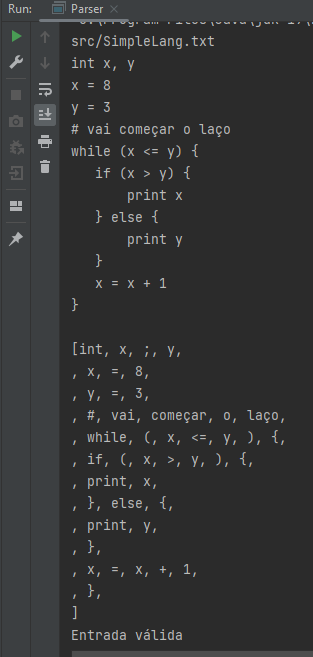 Run: Parser
src/SimpleLang.txt
int x, y
x = 8
y = 3
# vai começar o laço
while (x <= y) {
   if (x > y) {
       print x
   } else {
       print y
   }
   x = x + 1
}

[int, x, ;, y,
, x, =, 8,
, y, =, 3,
, #, vai, começar, o, laço,
, while, (, x, <=, y, ), {,
, if, (, x, >, y, ), {,
, print, x,
, }, else, {,
, print, y,
, },
, x, =, x, +, 1,
, },
]
Entrada válida